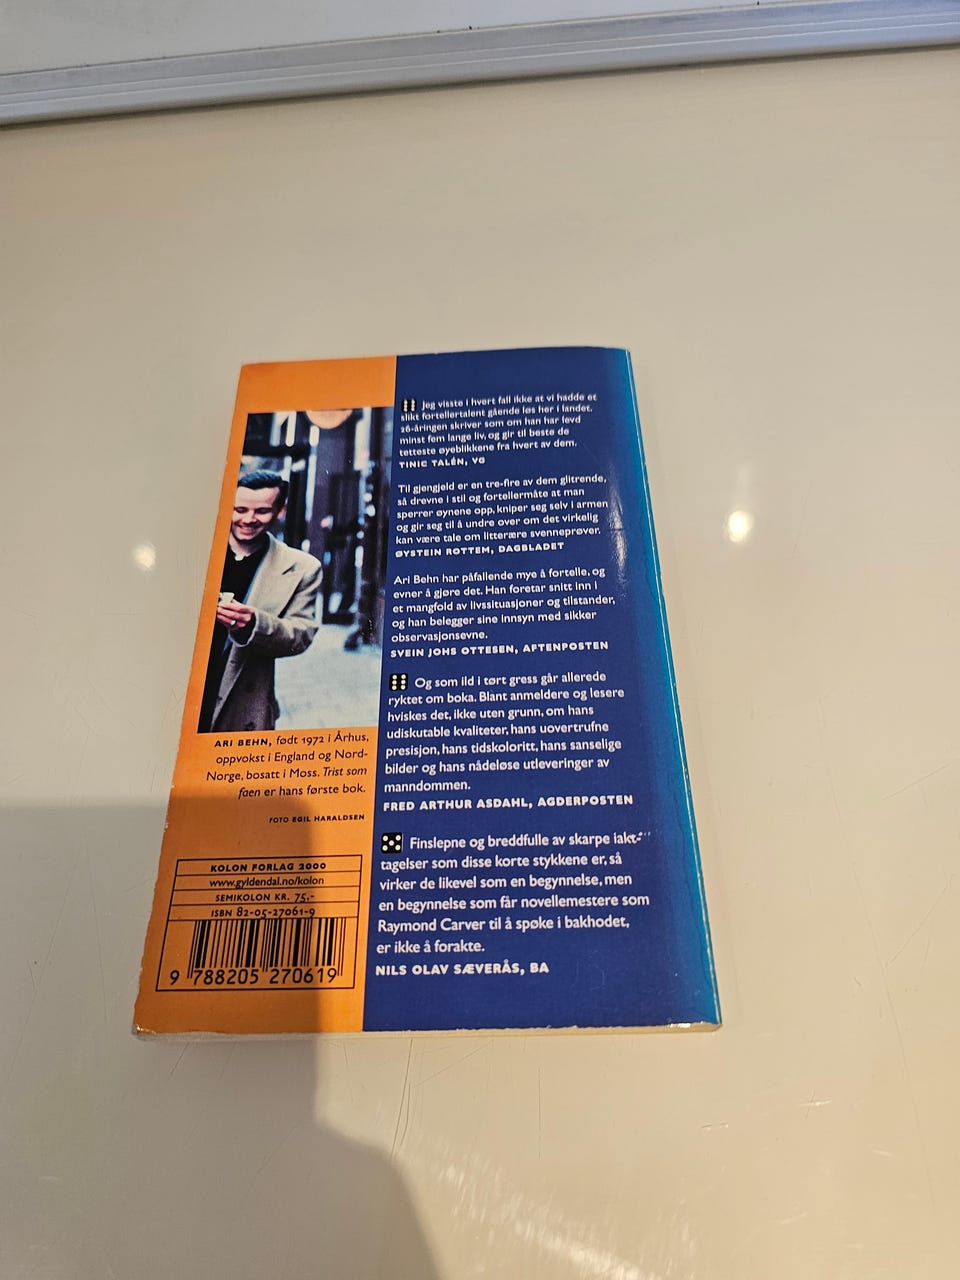 Jeg visste i hvert fall ikke at vi hadde et
slikt fortellertalent gående løs her i landet.
26-åringen skriver som om han har levd
minst fem lange liv, og gir til beste de
tetteste øyeblikkene fra hvert av dem.
TINIC TALÉN, VG
Til gjengjeld er en tre-fire av dem glitrende,
så drevne i stil og fortellermåte at man
sperrer øynene opp, kniper seg selv i armen
og gir seg til å undre over om det virkelig
kan være tale om litterære svenneprøver.
ØYSTEIN ROTTEM, DAGBLADET
Ari Behn har påfallende mye å fortelle, og
evner å gjøre det. Han foretar snitt inn i
et mangfold av livssituasjoner og tilstander,
og han belegger sine innsyn med sikker
observasjonsevne.
SVEIN JOHS OTTESEN, AFTENPOSTEN
Og som ild i tørt gress går allerede
ryktet om boka. Blant anmeldere og lesere
hviskes det, ikke uten grunn, om hans
udiskutable kvaliteter, hans uovertrufne
presisjon, hans tidskoloritt, hans sanselige
bilder og hans nådeløse utleveringer av
manndommen.
FRED ARTHUR ASDAHL, AGDERPOSTEN
Finslepne og breddfulle av skarpe iakt-
tagelser som disse korte stykkene er, så
virker de likevel som en begynnelse, men
en begynnelse som får novellemestere som
Raymond Carver til å spøke i bakhodet,
er ikke å forakte.
NILS OLAV SÆVERÅS, BA
ARI BEHN, født 1972 i Århus,
oppvokst i England og Nord-
Norge, bosatt i Moss. Trist som
faen er hans første bok.
FOTO EGIL HARALDSEN
KOLON FORLAG 2000
www.gyldendal.no/kolon
SEMIKOLON KR. 75,-
ISBN 82-05-27061-9
9 788205 270619